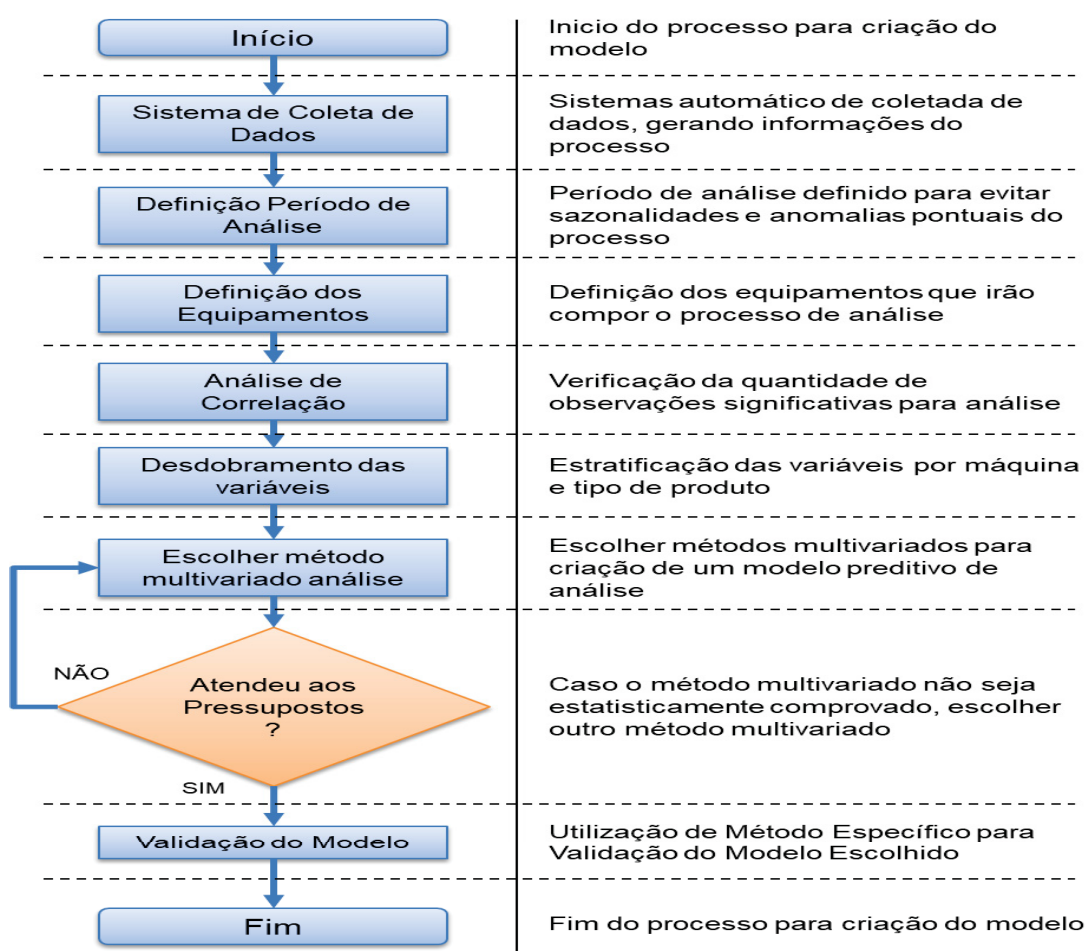 Início
Inicio do processo para criação do
modelo
Sistema de Coleta de
Dados
Sistemas automático de coletada de
dados, gerando informações do
processo
Definição Período de
Análise
Período de análise definido para evitar
sazonalidades e anomalias pontuais do
processo
Definição dos
Equipamentos
Definição dos equipamentos que irão
compor o processo de análise
Análise de
Correlação
Verificação da quantidade de
observações significativas para análise
Desdobramento das
variáveis
Estratificação das variáveis por máquina
e tipo de produto
Escolher método
multivariado análise
Escolher métodos multivariados para
criação de um modelo preditivo de
análise
NÃO
Atendeu aos
Pressupostos
?
SIM
Caso o método multivariado não seja
estatisticamente comprovado, escolher
outro método multivariado
Validação do Modelo
Utilização de Método Específico para
Validação do Modelo Escolhido
Fim
Fim do processo para criação do modelo